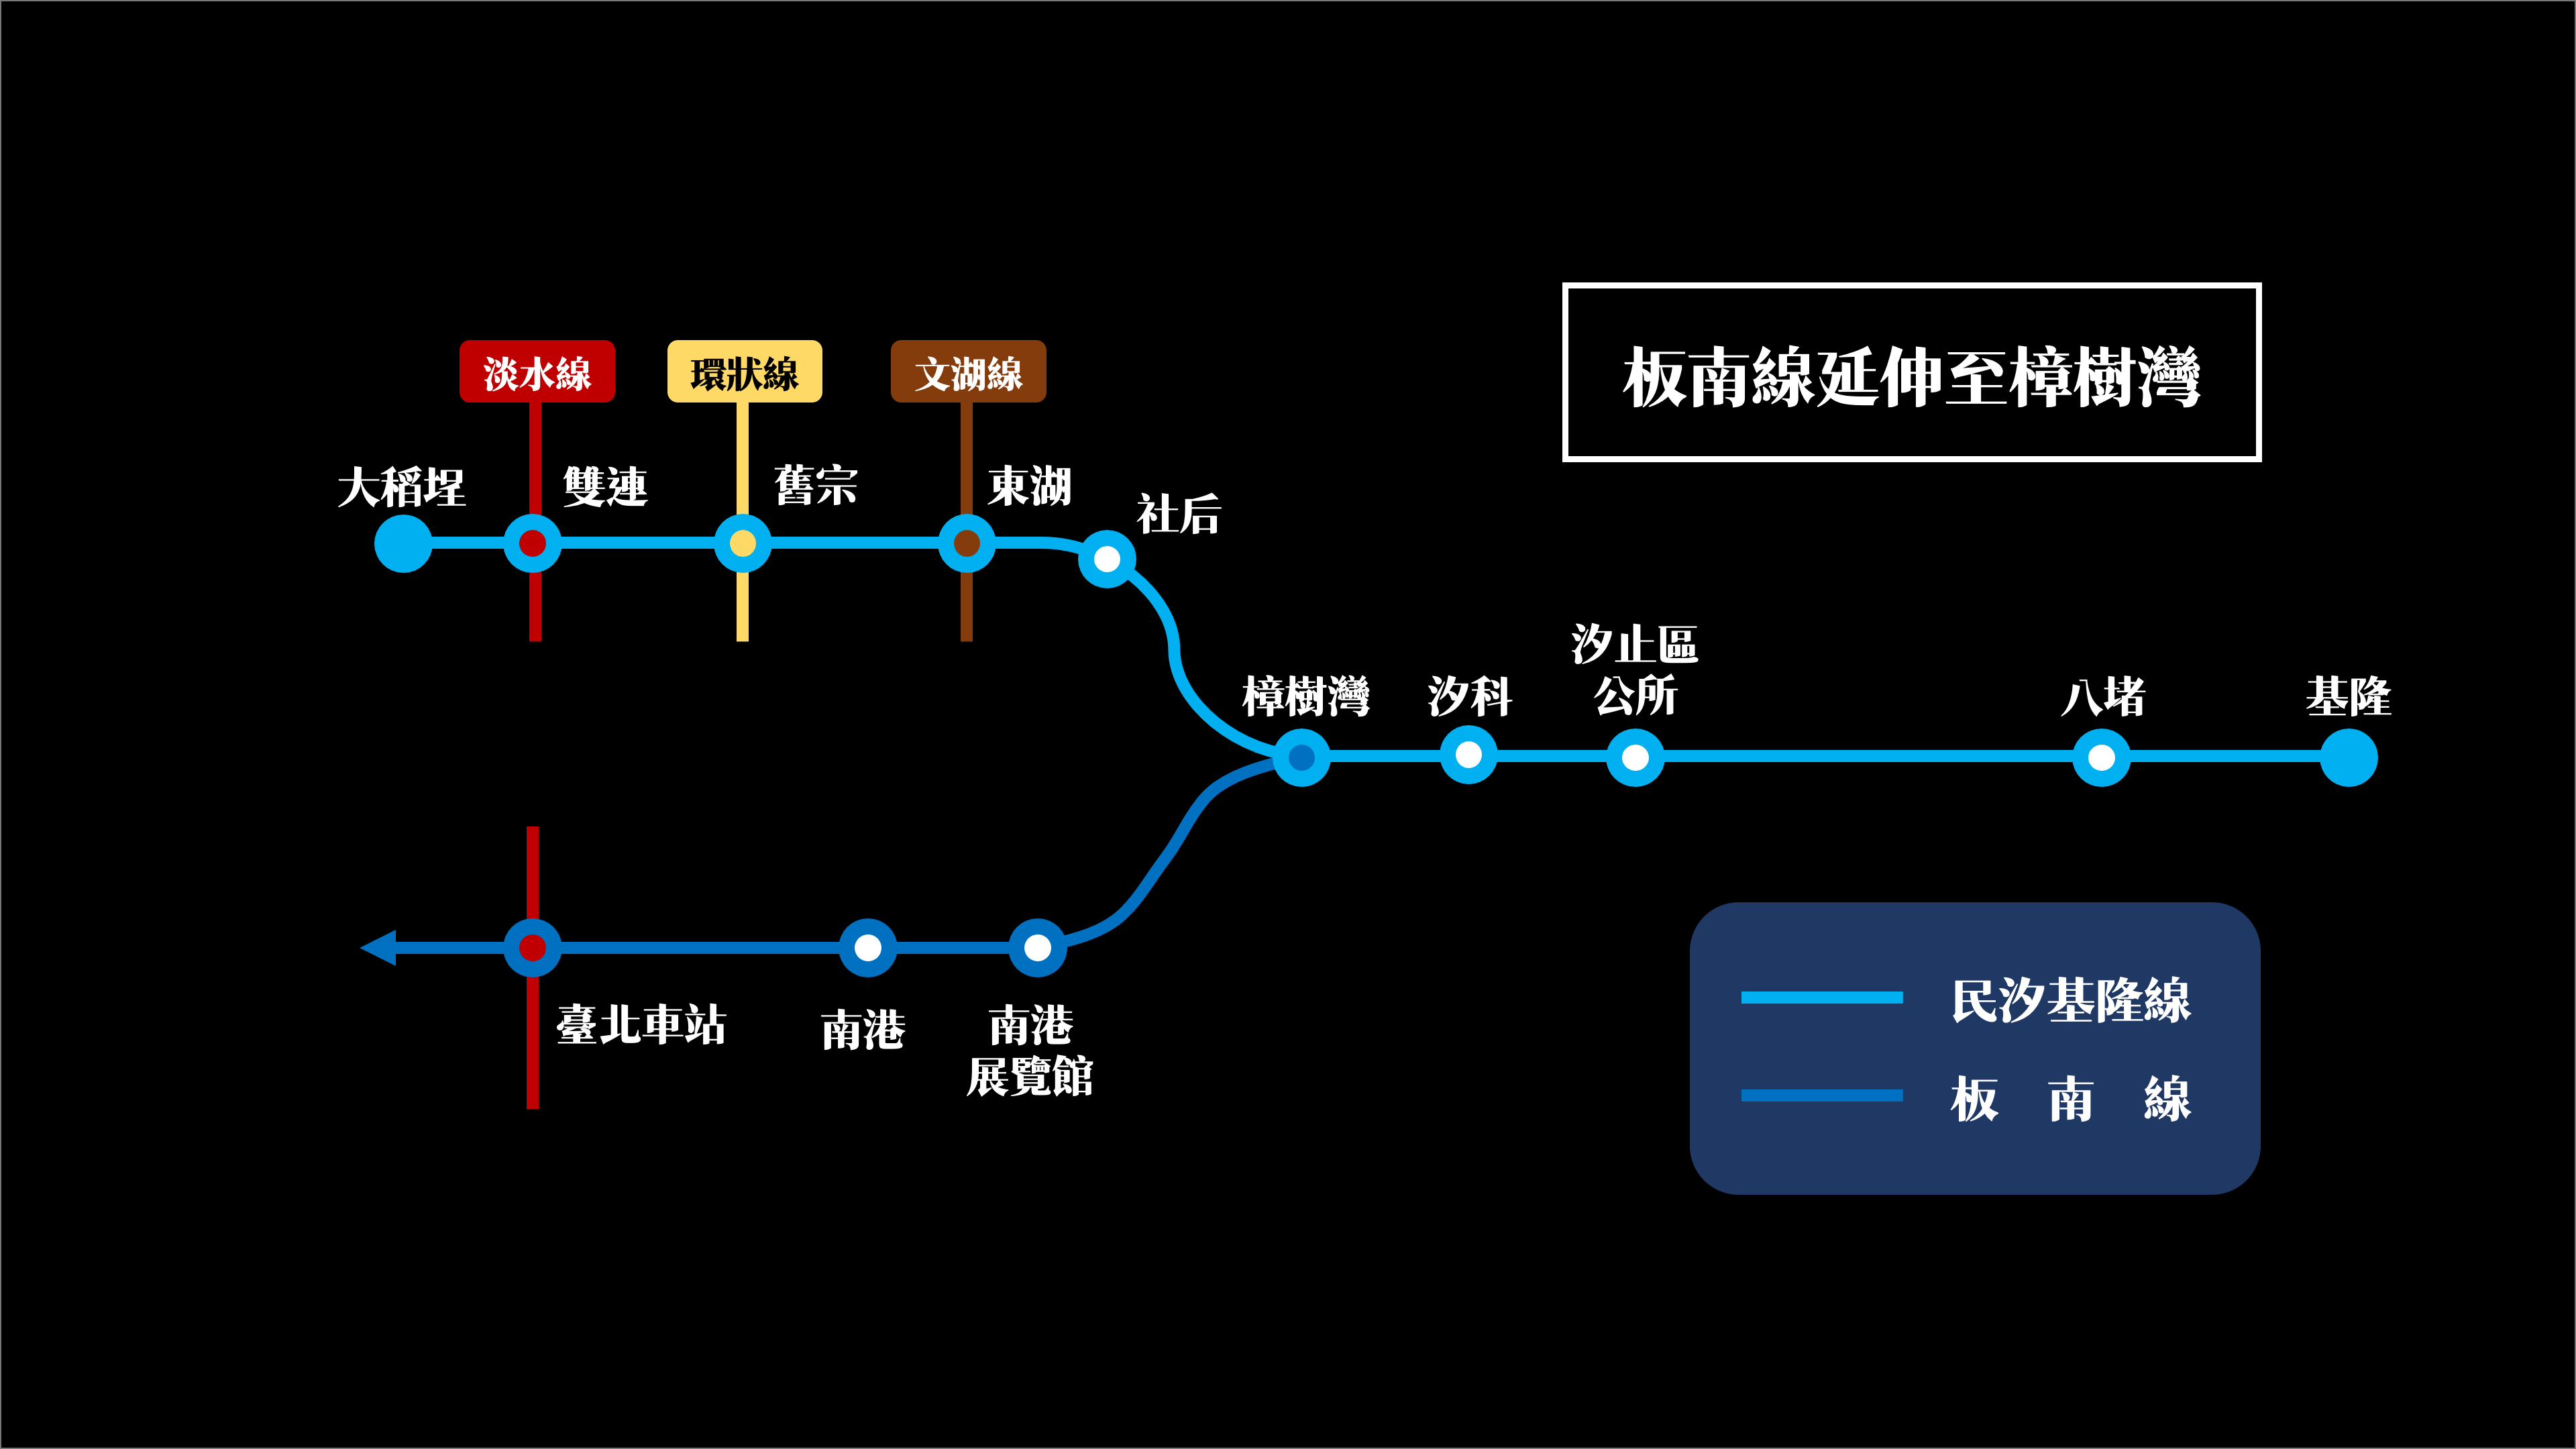 板南線延伸至樟樹灣
淡水線
環狀線
文湖線
大稻埕
雙連
舊宗
東湖
社后
樟樹灣
汐科
汐止區
公所
八堵
基隆
臺北車站
南港
南港
展覽館
民汐基隆線
板 南 線